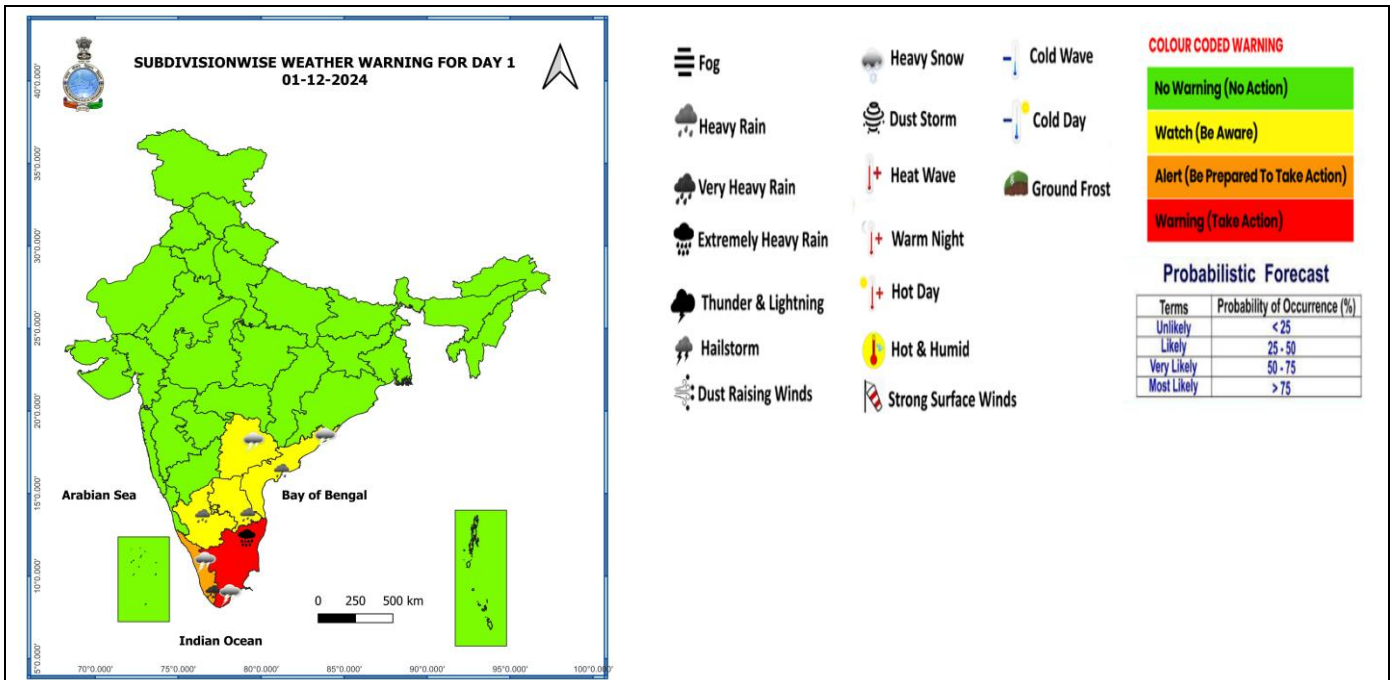 SUBDIVISIONWISE WEATHER WARNING FOR DAY 1
01-12-2024
40°0.000'
35°0.000'
30°0.000'
25°0.000'
20°0.000'
15°0.000'
10°0.000'
5°0.000'
Arabian Sea
Bay of Bengal
0 250 500 km
Indian Ocean
70°0.000' 75°0.000' 80°0.000' 85°0.000' 90°0.000' 95°0.000' 100°0.000'
Fog
Heavy Rain
Very Heavy Rain
Extremely Heavy Rain
Thunder & Lightning
Hailstorm
Dust Raising Winds
Heavy Snow
Dust Storm
Heat Wave
Warm Night
Hot Day
Hot & Humid
Strong Surface Winds
Cold Wave
Cold Day
Ground Frost
COLOUR CODED WARNING
No Warning (No Action)
Watch (Be Aware)
Alert (Be Prepared To Take Action)
Warning (Take Action)
Probabilistic Forecast
Terms Probability of Occurrence (%)
Unlikely < 25
Likely 25 - 50
Very Likely 50 - 75
Most Likely > 75